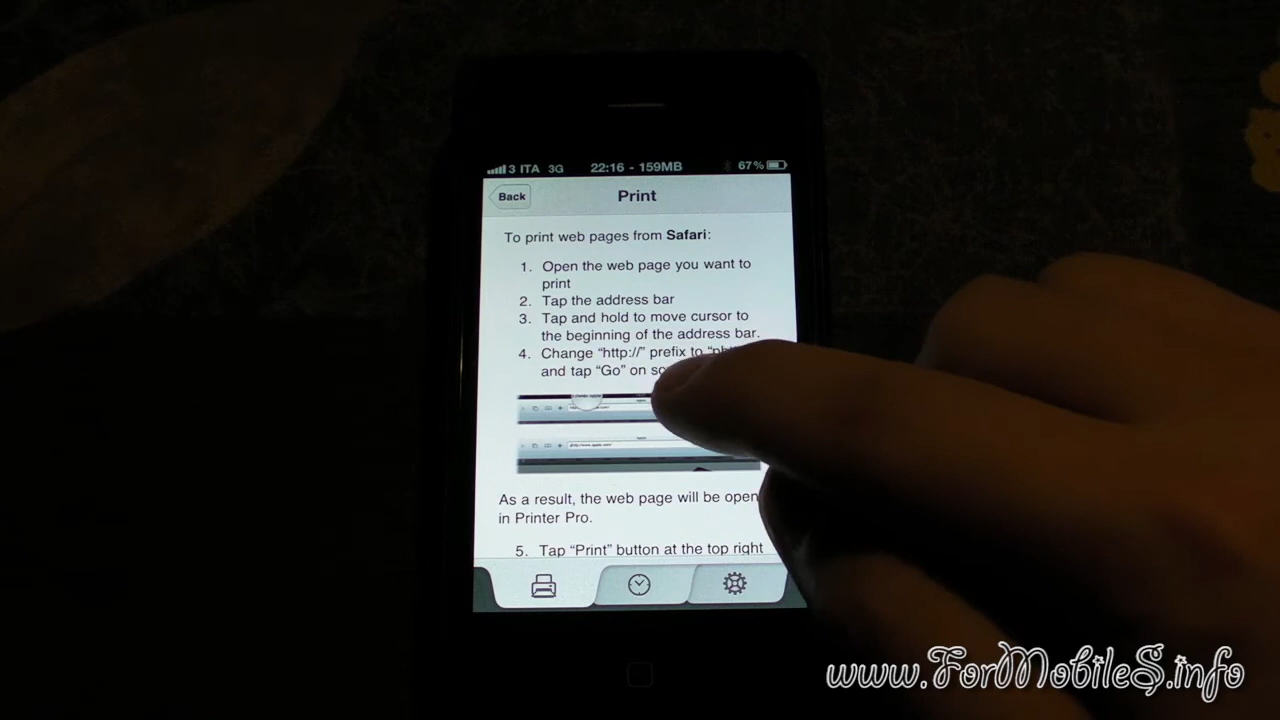 3 ITA 3G 22:16 - 159MB 67%
Back Print
To print web pages from Safari:
1. Open the web page you want to
print
2. Tap the address bar
3. Tap and hold to move cursor to
the beginning of the address bar.
4. Change “http://” prefix to
and tap “Go” on
As a result, the web page will be open
in Printer Pro.
5. Tap “Print” button at the top right
www.ForMobileS.info